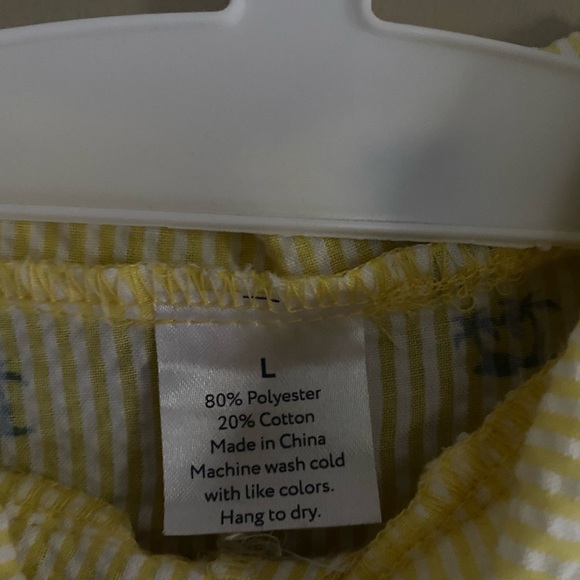 L
80% Polyester
20% Cotton
Made in China
Machine wash cold
with like colors.
Hang to dry.